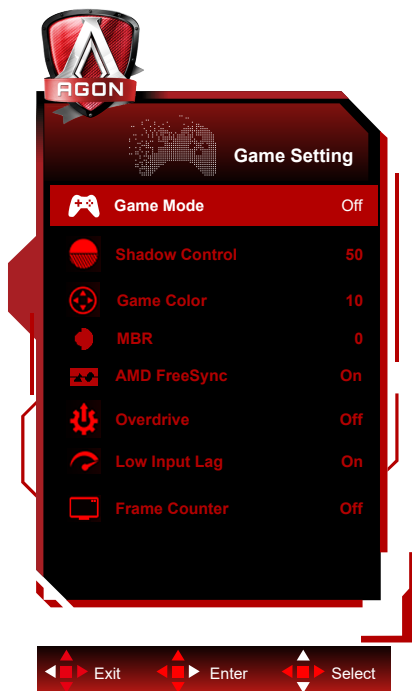 AGON
Game Setting
Game Mode Off
Shadow Control 50
Game Color 10
MBR 0
AMD FreeSync On
Overdrive Off
Low Input Lag On
Frame Counter Off
Exit Enter Select